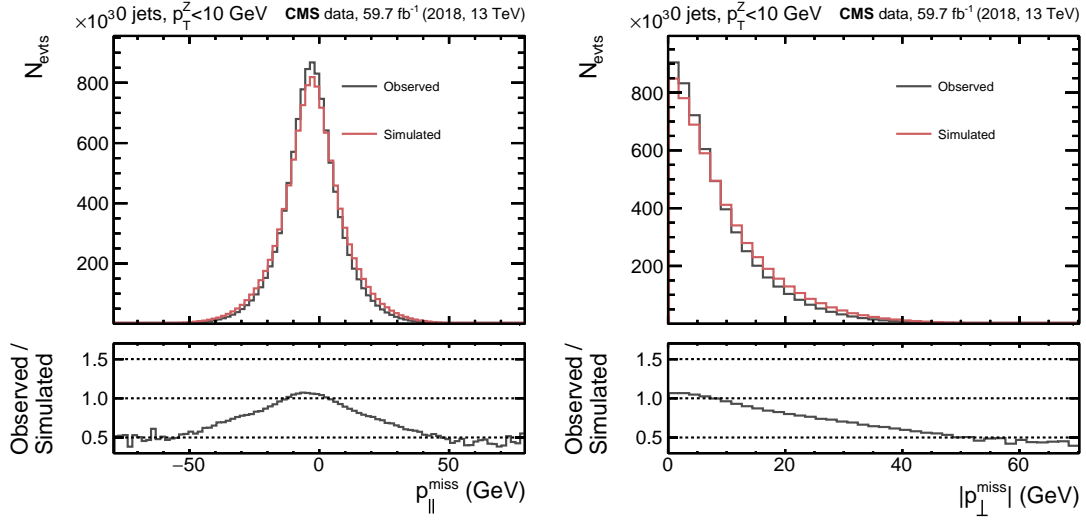 ×10³ 0 jets, p_T^Z<10 GeV CMS data, 59.7 fb⁻¹ (2018, 13 TeV)
N_evts
800
600
400
200
Observed
Simulated
Observed / Simulated
1.5
1.0
0.5
−50 0 50
p_||^miss (GeV)
×10³ 0 jets, p_T^Z<10 GeV CMS data, 59.7 fb⁻¹ (2018, 13 TeV)
N_evts
1000
800
600
400
200
Observed
Simulated
Observed / Simulated
1.5
1.0
0.5
0 20 40 60
|p_⊥^miss| (GeV)